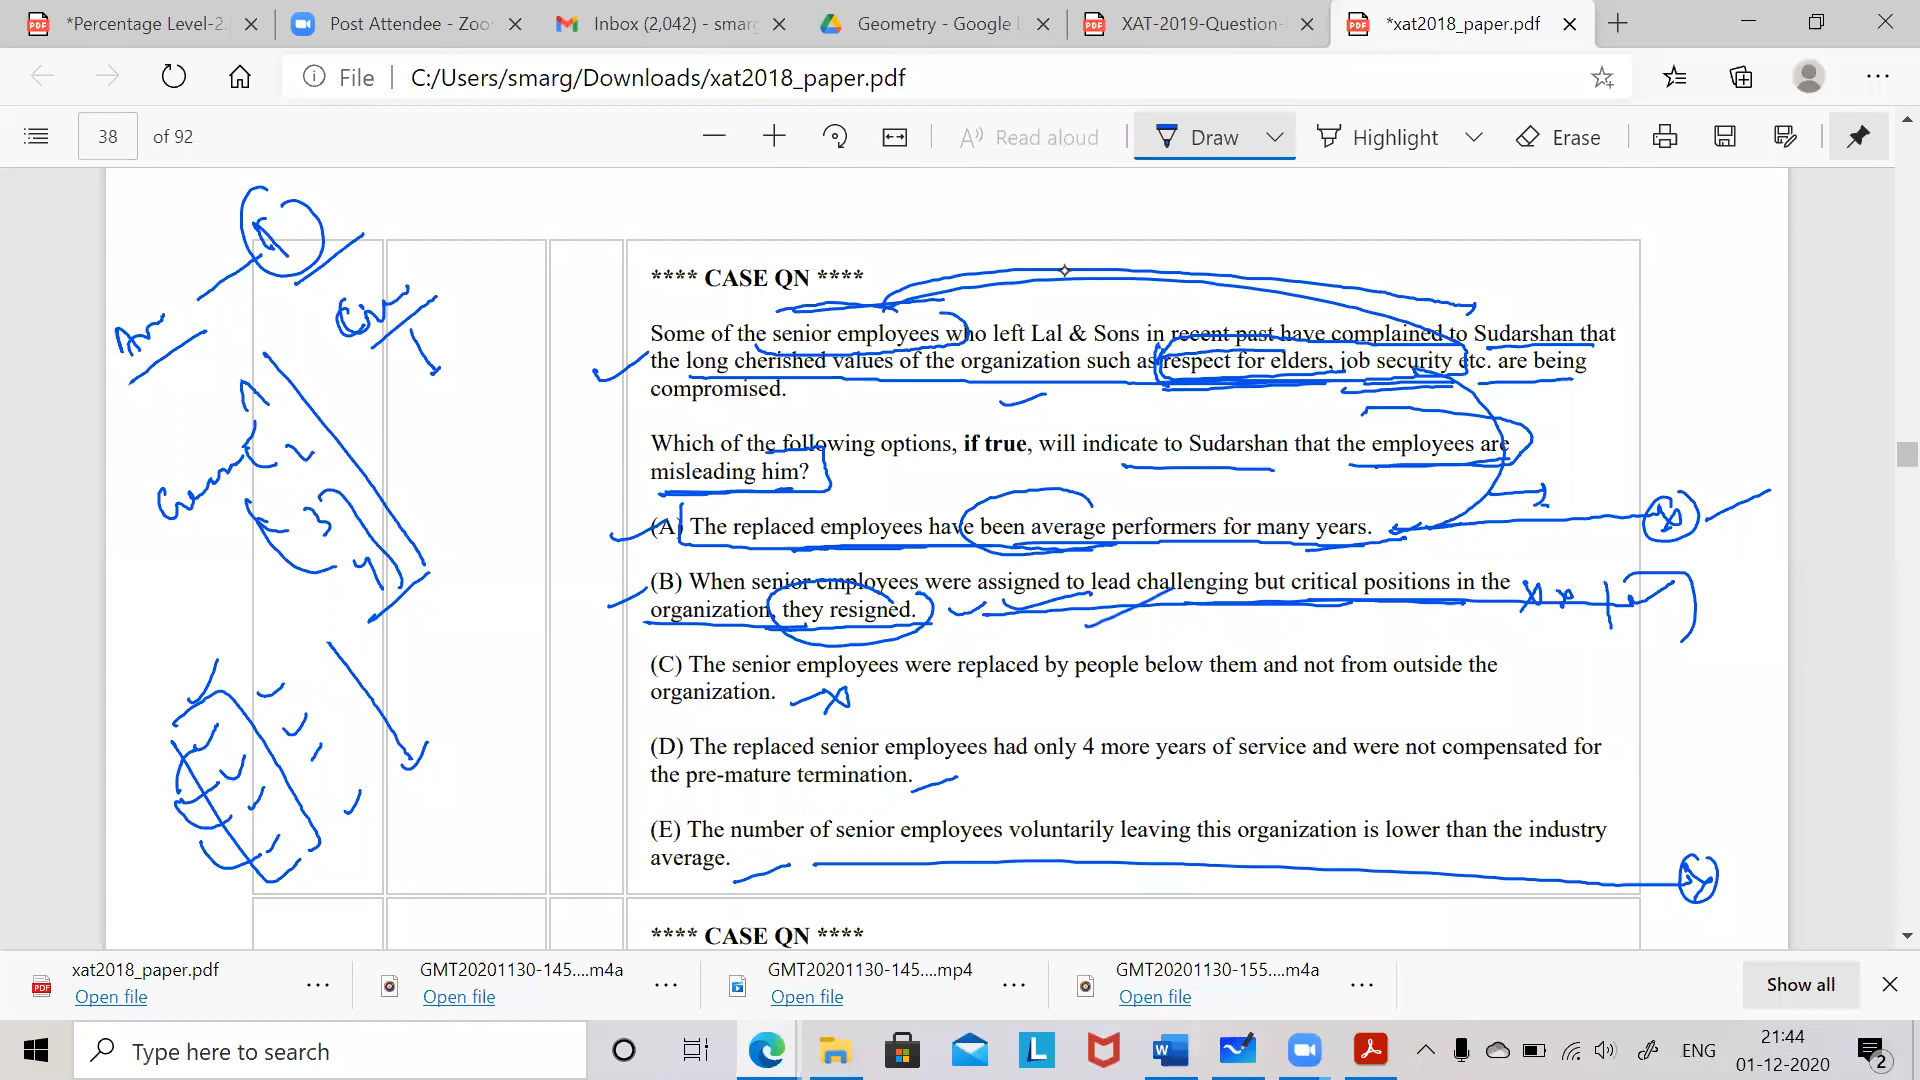 *Percentage Level-2.
Post Attendee - Zoo
Inbox (2,042) - smarg
Geometry - Google
XAT-2019-Question-
*xat2018_paper.pdf
File
C:/Users/smarg/Downloads/xat2018_paper.pdf
38 of 92
Read aloud
Draw
Highlight
Erase
**** CASE QN ****
Some of the senior employees who left Lal & Sons in recent past have complained to Sudarshan that
the long cherished values of the organization such as respect for elders, job security etc. are being
compromised.
Which of the following options, if true, will indicate to Sudarshan that the employees are
misleading him?
(A) The replaced employees have been average performers for many years.
(B) When senior employees were assigned to lead challenging but critical positions in the
organization, they resigned.
(C) The senior employees were replaced by people below them and not from outside the
organization.
(D) The replaced senior employees had only 4 more years of service and were not compensated for
the pre-mature termination.
(E) The number of senior employees voluntarily leaving this organization is lower than the industry
average.
**** CASE QN ****
2
3
4
xat2018_paper.pdf
Open file
GMT20201130-145....m4a
Open file
GMT20201130-145....mp4
Open file
GMT20201130-155....m4a
Open file
Show all
Type here to search
ENG
21:44
01-12-2020
2